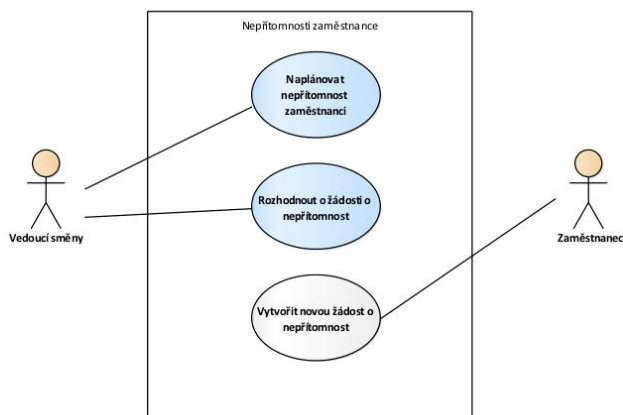 Nepřítomnosti zaměstnance
Naplánovat
nepřítomnost
zaměstnanci
Rozhodnout o žádosti o
nepřítomnost
Vedoucí směny
Zaměstnanec
Vytvořit novou žádost o
nepřítomnost